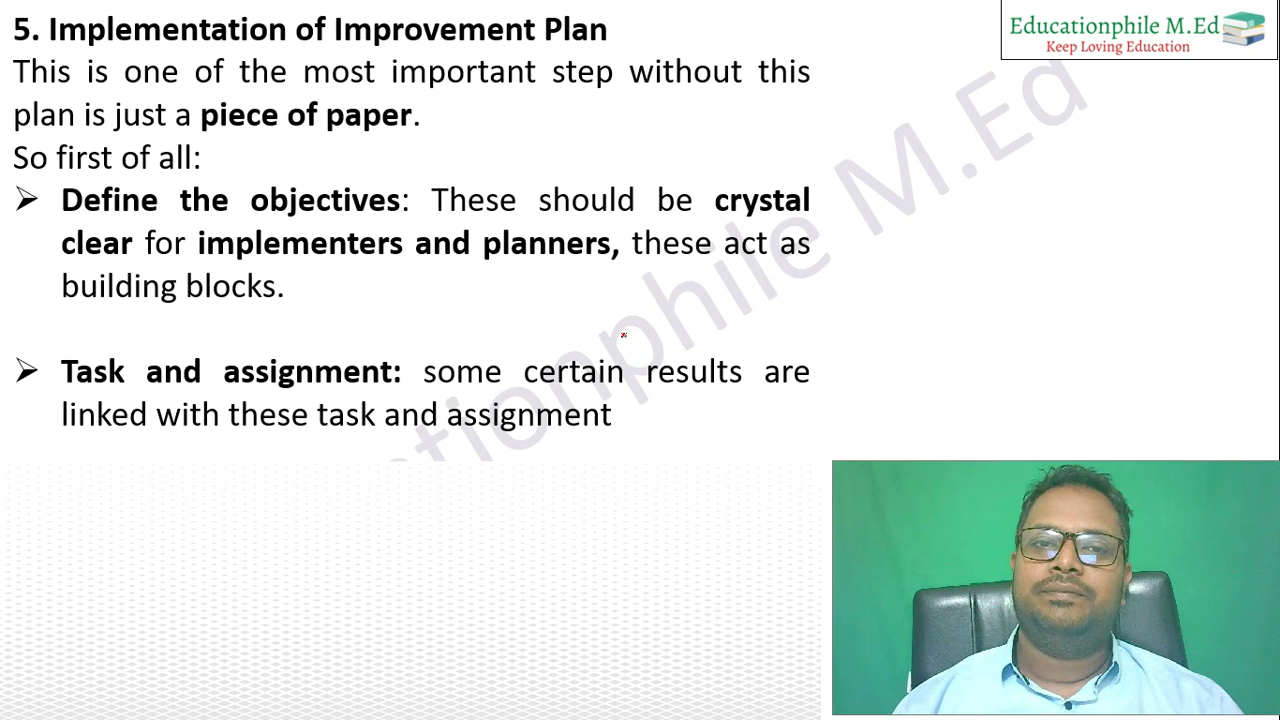 5. Implementation of Improvement Plan
This is one of the most important step without this
plan is just a piece of paper.
So first of all:
➢ Define the objectives: These should be crystal
clear for implementers and planners, these act as
building blocks.
➢ Task and assignment: some certain results are
linked with these task and assignment
Educationphile M.Ed
Keep Loving Education
tionphile M.Ed